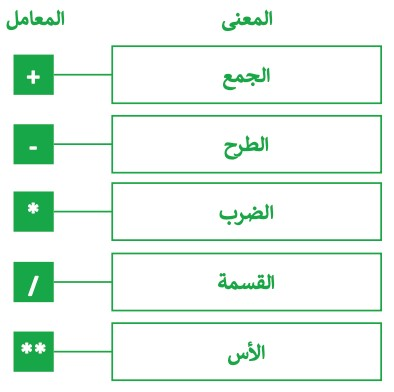 المعنى المعامل
الجمع +
الطرح -
الضرب *
القسمة /
الأس **